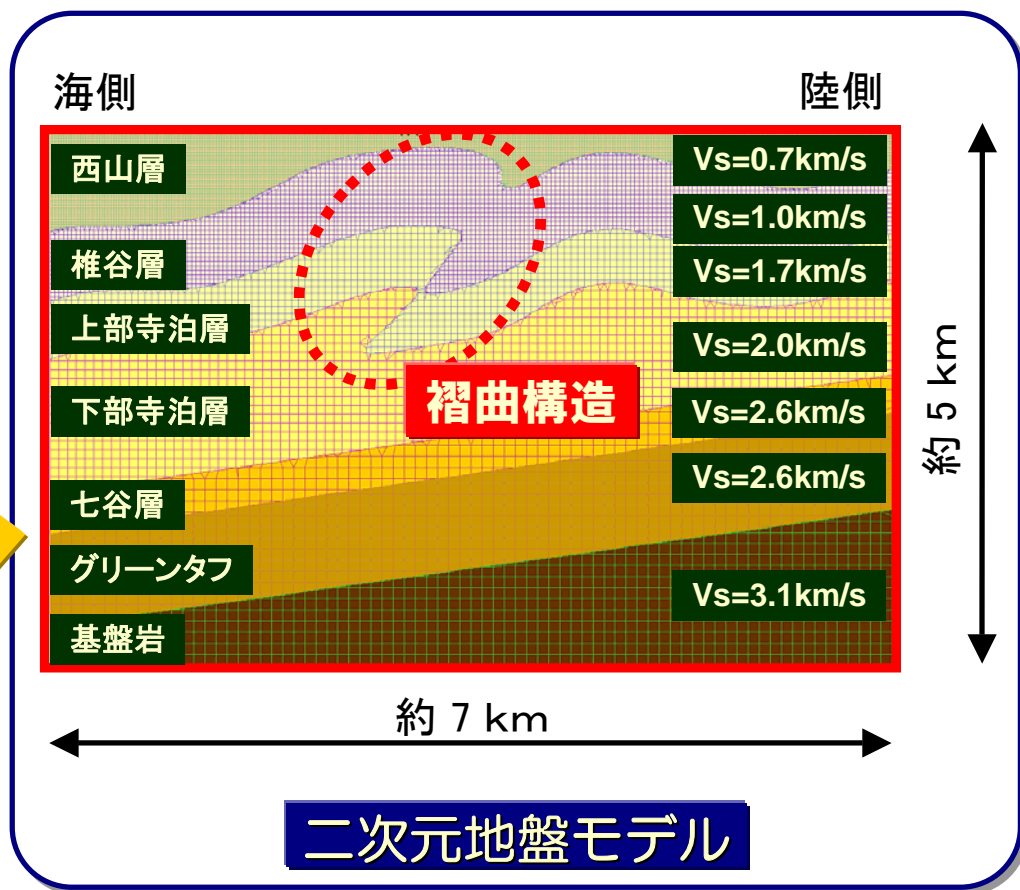 海側
陸側
西山層
Vs=0.7km/s
Vs=1.0km/s
椎谷層
Vs=1.7km/s
上部寺泊層
Vs=2.0km/s
下部寺泊層
褶曲構造
Vs=2.6km/s
Vs=2.6km/s
七谷層
グリーンタフ
Vs=3.1km/s
基盤岩
約 5 km
約 7 km
二次元地盤モデル